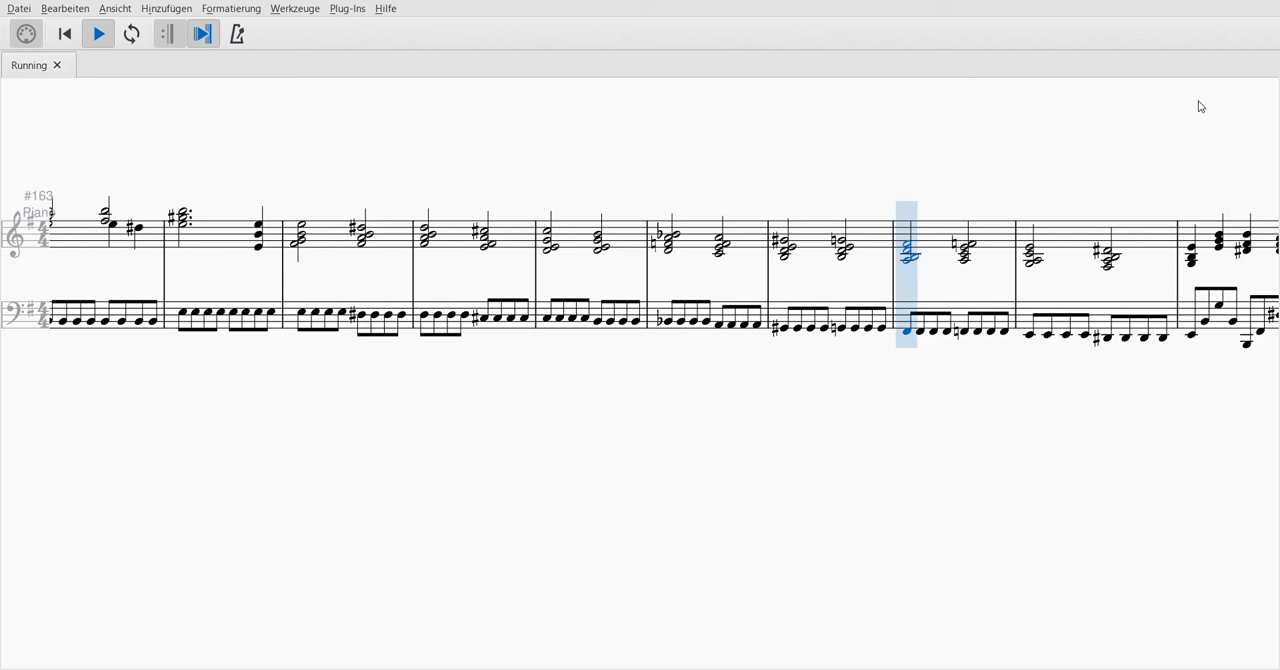 Datei Bearbeiten Ansicht Hinzufügen Formatierung Werkzeuge Plug-Ins Hilfe
Running
#163
Piano